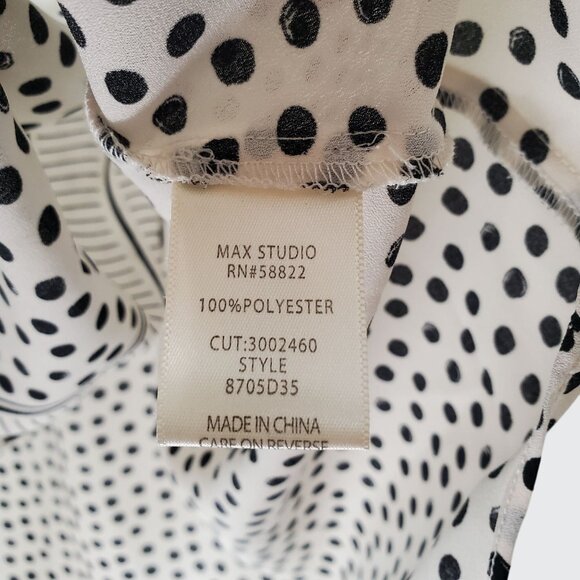 MAX STUDIO
RN#58822
100%POLYESTER
CUT:3002460
STYLE
8705D35
MADE IN CHINA
CARE ON REVERSE